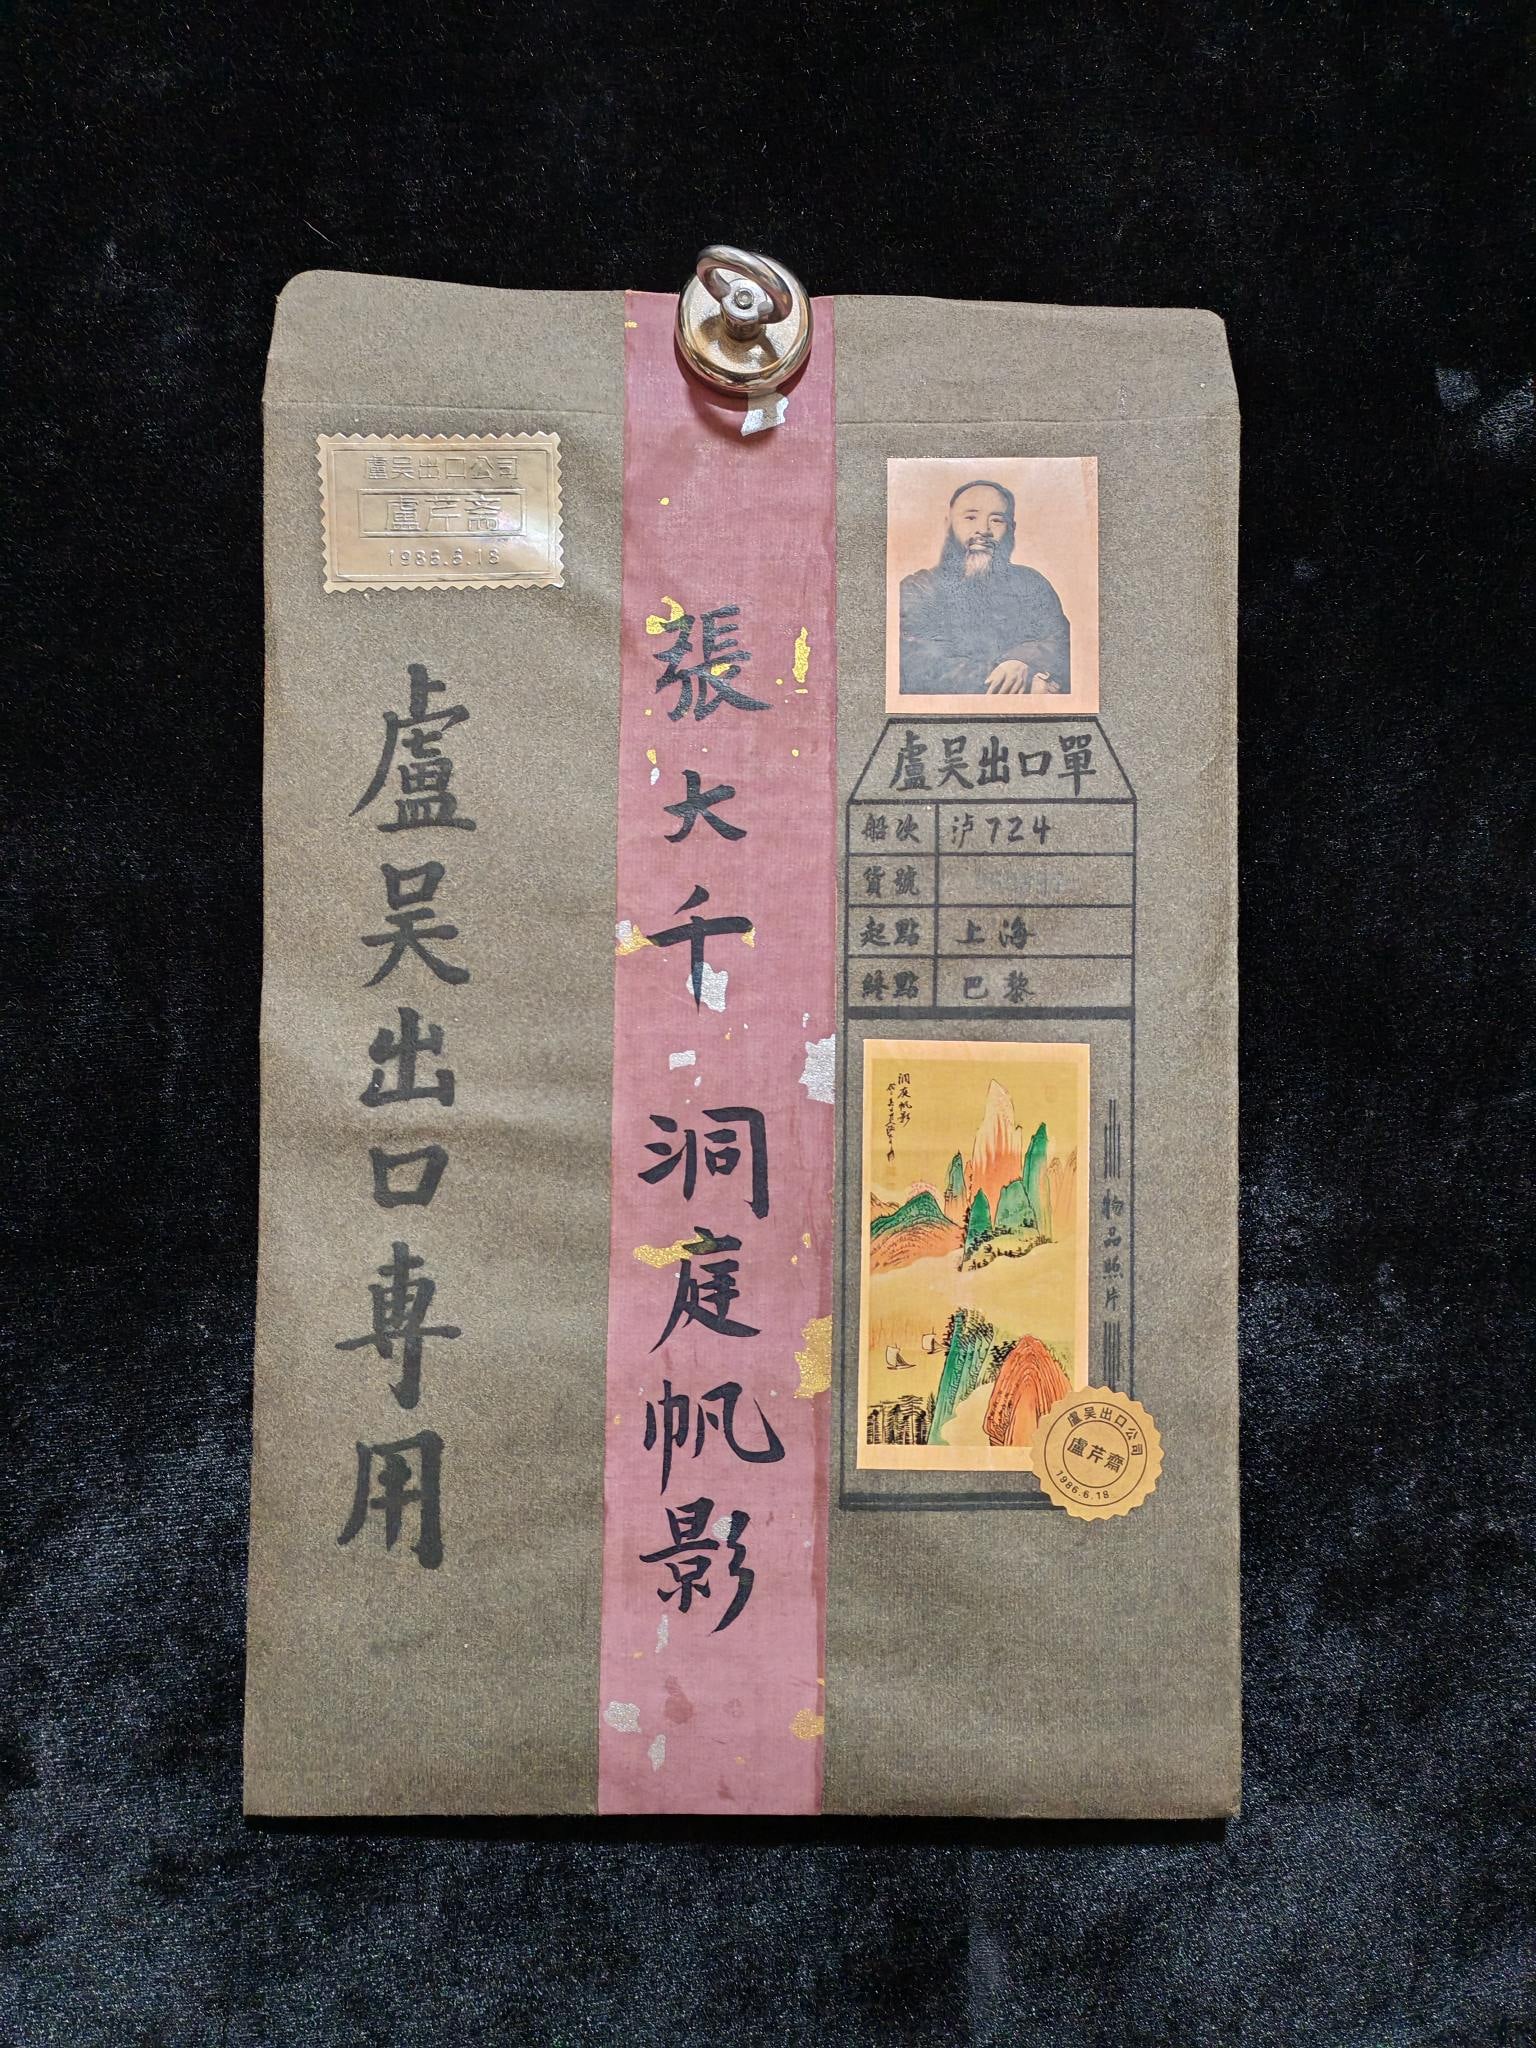 盧吴出口公司
盧芹斋
1986.6.18
盧吴出口專用
張大千 洞庭帆影
盧吴出口單
船次 泸724
貨號
起點 上海
終點 巴黎
洞庭帆影
物品照片
盧吴出口公司
盧芹齋
1986.6.18